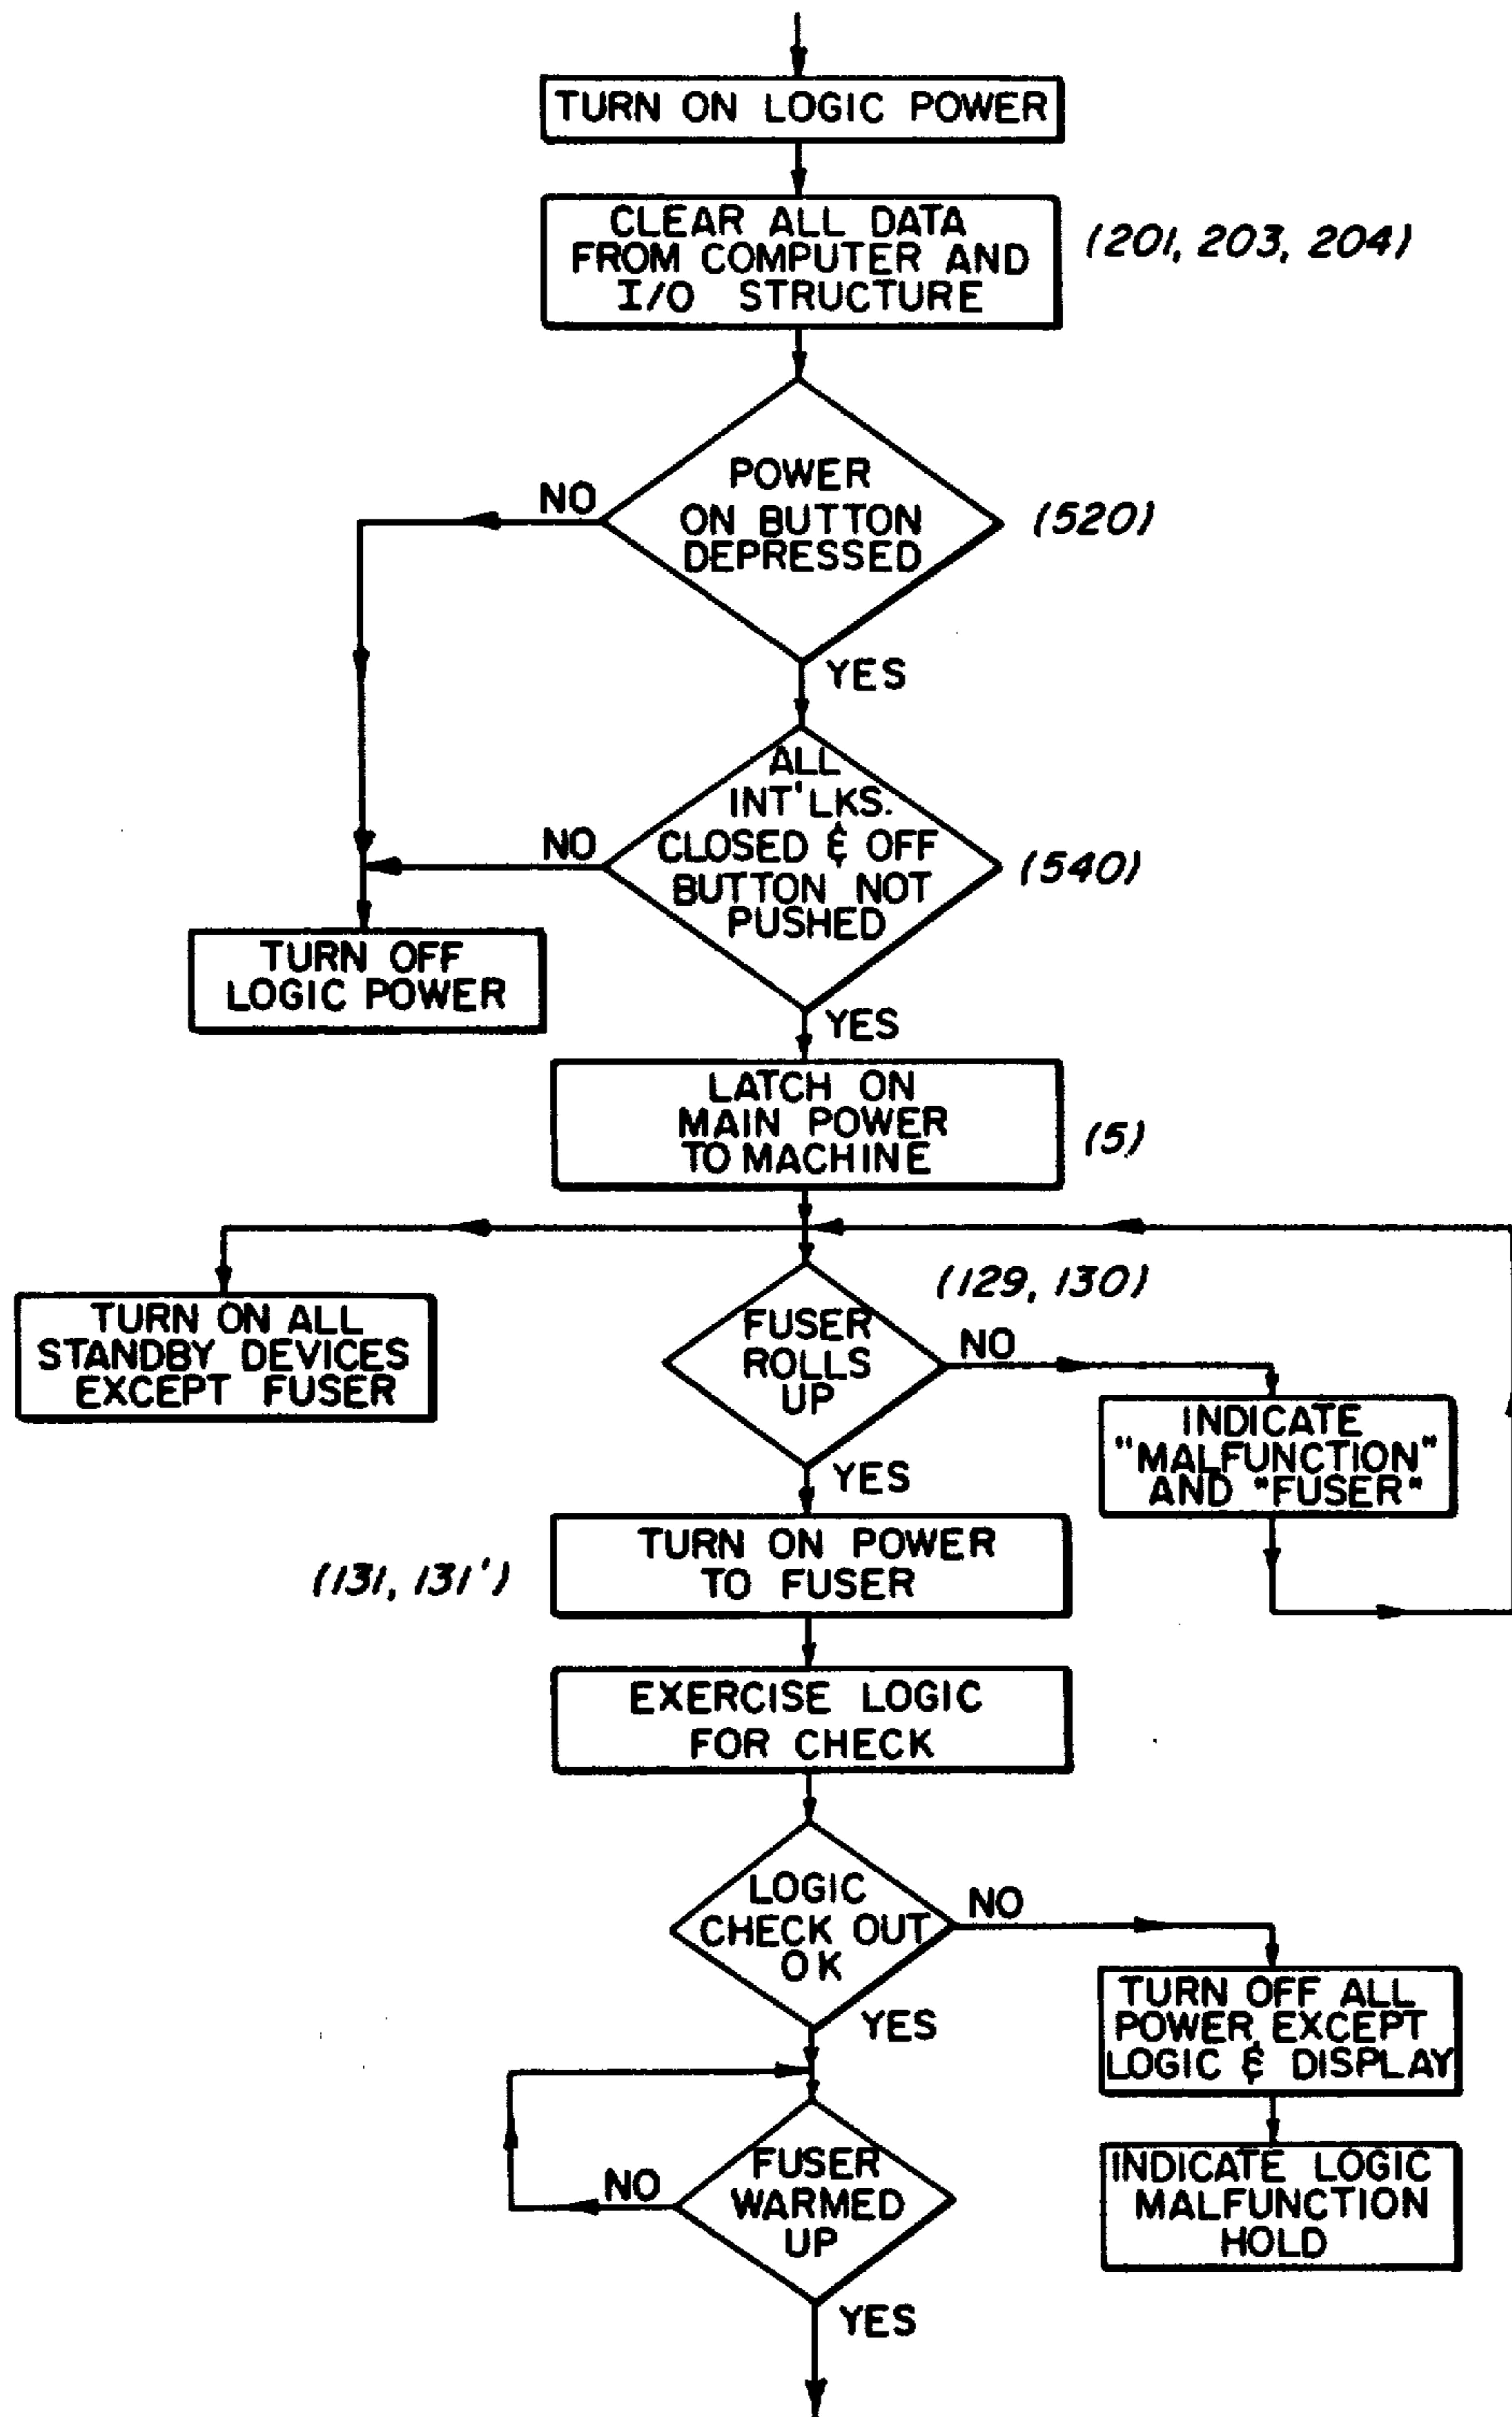 TURN ON LOGIC POWER
CLEAR ALL DATA
FROM COMPUTER AND
I/O STRUCTURE
(201, 203, 204)
POWER
ON BUTTON
DEPRESSED
NO
(520)
YES
ALL
INT'LKS.
CLOSED & OFF
BUTTON NOT
PUSHED
NO
(540)
TURN OFF
LOGIC POWER
YES
LATCH ON
MAIN POWER
TO MACHINE
(5)
TURN ON ALL
STANDBY DEVICES
EXCEPT FUSER
(129, 130)
FUSER
ROLLS
UP
NO
INDICATE
"MALFUNCTION"
AND "FUSER"
YES
TURN ON POWER
TO FUSER
(131, 131')
EXERCISE LOGIC
FOR CHECK
LOGIC
CHECK OUT
OK
NO
TURN OFF ALL
POWER EXCEPT
LOGIC & DISPLAY
YES
FUSER
WARMED
UP
NO
INDICATE LOGIC
MALFUNCTION
HOLD
YES